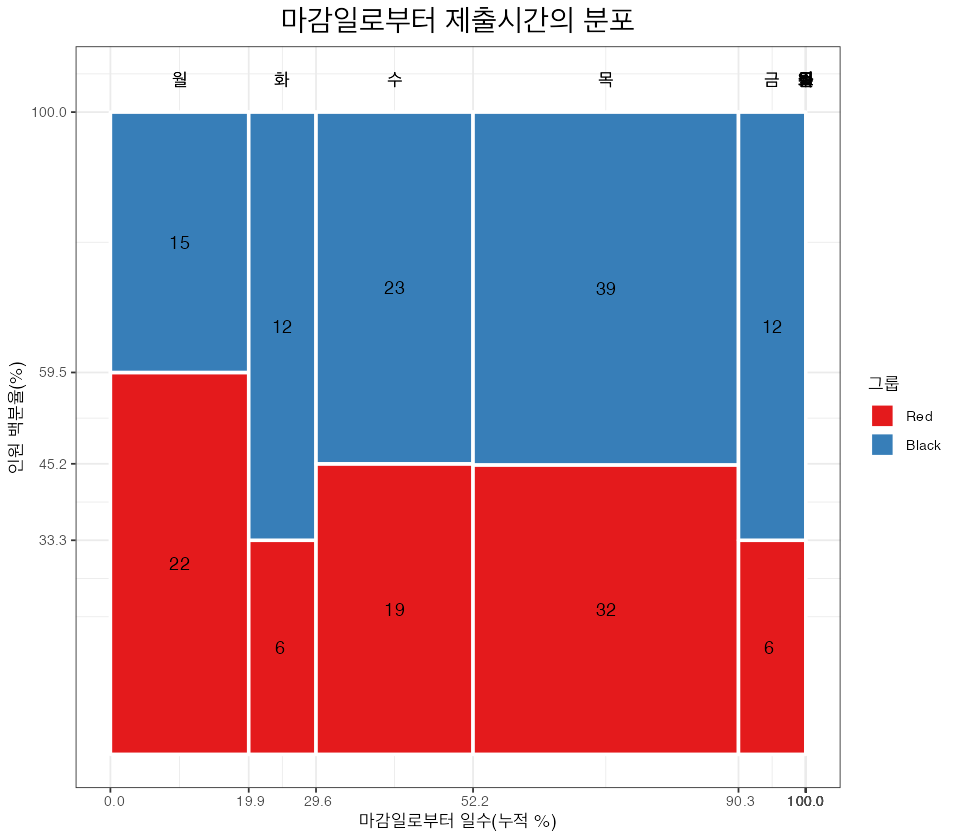 마감일로부터 제출시간의 분포
월 화 수 목 금
100.0
59.5
45.2
33.3
인원 백분율(%)
15 12 23 39 12
22 6 19 32 6
그룹
Red
Black
0.0 19.9 29.6 52.2 90.3 100.0
마감일로부터 일수(누적 %)